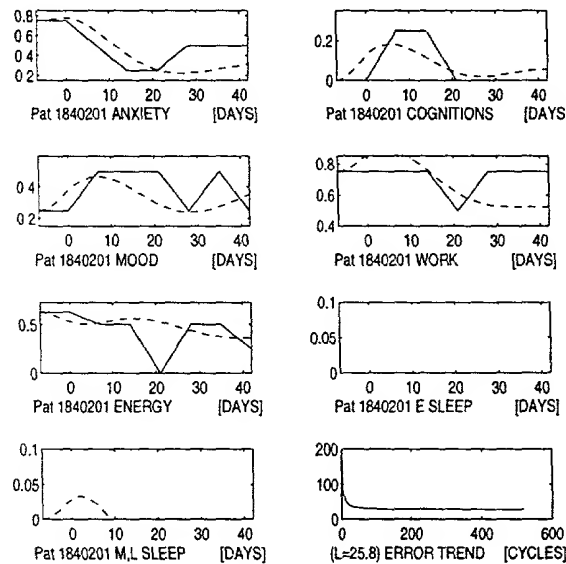 0.8
0.6
0.4
0.2
0 10 20 30 40
Pat 1840201 ANXIETY [DAYS]
0.2
0
0 10 20 30 40
Pat 1840201 COGNITIONS [DAYS
0.4
0.2
0 10 20 30 40
Pat 1840201 MOOD [DAYS]
0.8
0.6
0.4
0 10 20 30 40
Pat 1840201 WORK [DAYS]
0.5
0
0 10 20 30 40
Pat 1840201 ENERGY [DAYS]
0.1
0.05
0
0 10 20 30 40
Pat 1840201 E SLEEP [DAYS]
0.1
0.05
0
0 10 20 30 40
Pat 1840201 M,L SLEEP [DAYS]
200
100
0
0 200 400 600
(L=25.8) ERROR TREND [CYCLES]